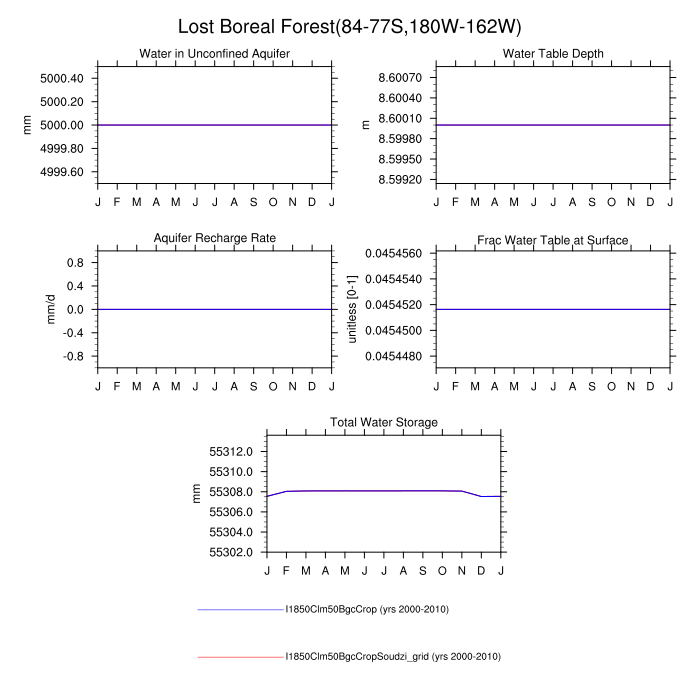 Lost Boreal Forest(84-77S,180W-162W)
Water in Unconfined Aquifer
mm
5000.40
5000.20
5000.00
4999.80
4999.60
J F M A M J J A S O N D J
Water Table Depth
m
8.60070
8.60040
8.60010
8.59980
8.59950
8.59920
J F M A M J J A S O N D J
Aquifer Recharge Rate
mm/d
0.8
0.4
0.0
-0.4
-0.8
J F M A M J J A S O N D J
Frac Water Table at Surface
unitless [0-1]
0.0454560
0.0454540
0.0454520
0.0454500
0.0454480
J F M A M J J A S O N D J
Total Water Storage
mm
55312.0
55310.0
55308.0
55306.0
55304.0
55302.0
J F M A M J J A S O N D J
I1850Clm50BgcCrop (yrs 2000-2010)
I1850Clm50BgcCropSoudzi_grid (yrs 2000-2010)